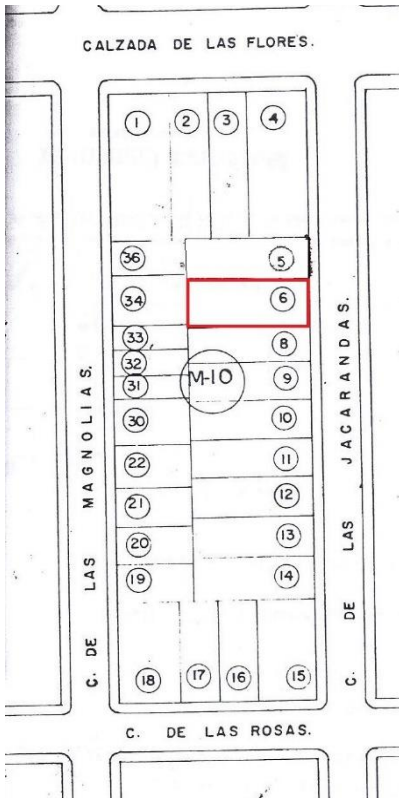 CALZADA DE LAS FLORES.
1 2 3 4
36 5
34 6
33 8
32
31 M-10 9
30 10
22 11
21 12
20 13
19 14
18 17 16 15
C. DE LAS MAGNOLIAS.
C. DE LAS JACARANDAS.
C. DE LAS ROSAS.